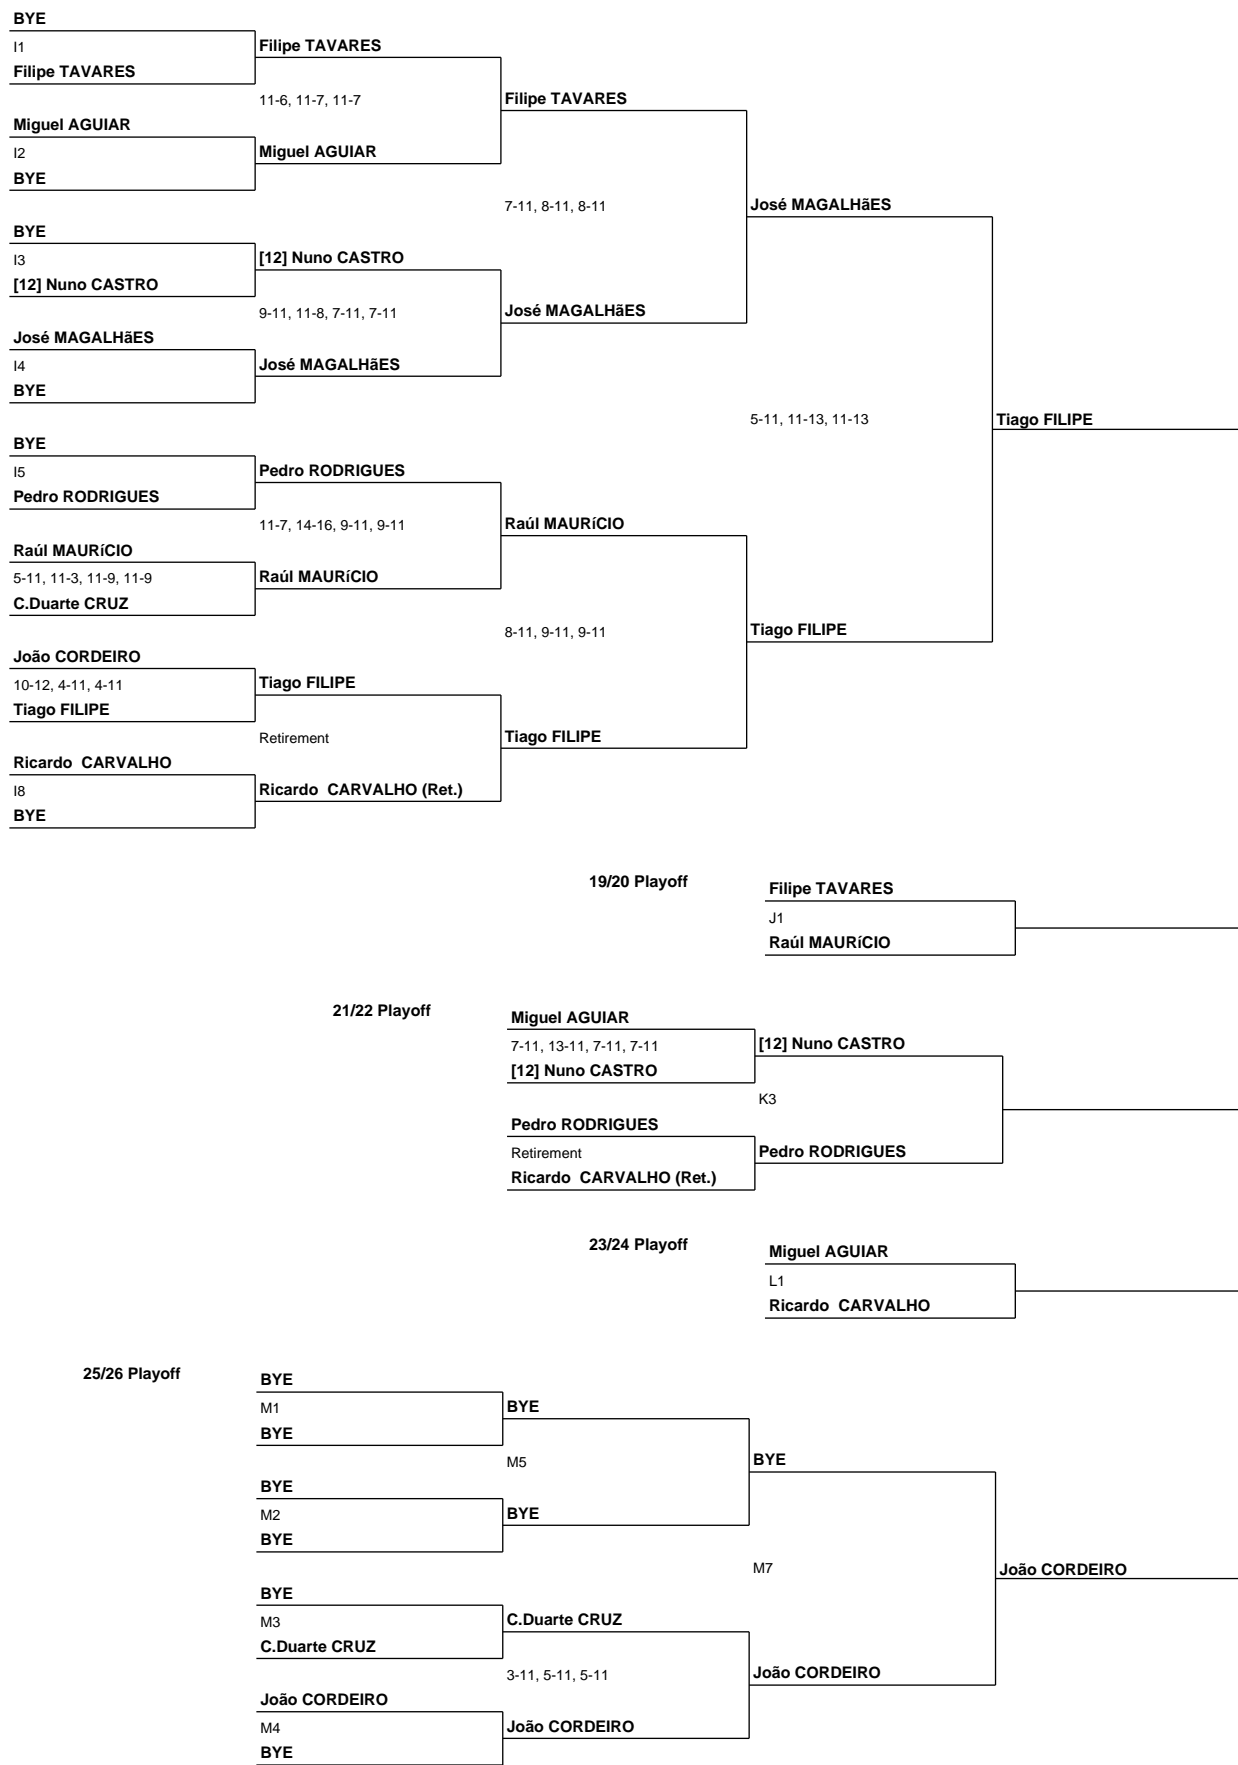 BYE
I1
Filipe TAVARES
Filipe TAVARES
11-6, 11-7, 11-7
Filipe TAVARES
Miguel AGUIAR
I2
Miguel AGUIAR
BYE
7-11, 8-11, 8-11
José MAGALHãES
BYE
I3
[12] Nuno CASTRO
[12] Nuno CASTRO
9-11, 11-8, 7-11, 7-11
José MAGALHãES
José MAGALHãES
I4
José MAGALHãES
BYE
5-11, 11-13, 11-13
Tiago FILIPE
BYE
I5
Pedro RODRIGUES
Pedro RODRIGUES
11-7, 14-16, 9-11, 9-11
Raúl MAURíCIO
Raúl MAURíCIO
5-11, 11-3, 11-9, 11-9
Raúl MAURíCIO
C.Duarte CRUZ
8-11, 9-11, 9-11
Tiago FILIPE
João CORDEIRO
10-12, 4-11, 4-11
Tiago FILIPE
Tiago FILIPE
Retirement
Tiago FILIPE
Ricardo  CARVALHO
I8
Ricardo  CARVALHO (Ret.)
BYE
19/20 Playoff
Filipe TAVARES
J1
Raúl MAURíCIO
21/22 Playoff
Miguel AGUIAR
7-11, 13-11, 7-11, 7-11
[12] Nuno CASTRO
[12] Nuno CASTRO
K3
Pedro RODRIGUES
Retirement
Pedro RODRIGUES
Ricardo  CARVALHO (Ret.)
23/24 Playoff
Miguel AGUIAR
L1
Ricardo  CARVALHO
25/26 Playoff
BYE
M1
BYE
BYE
M5
BYE
BYE
M2
BYE
BYE
M7
João CORDEIRO
BYE
M3
C.Duarte CRUZ
C.Duarte CRUZ
3-11, 5-11, 5-11
João CORDEIRO
João CORDEIRO
M4
João CORDEIRO
BYE